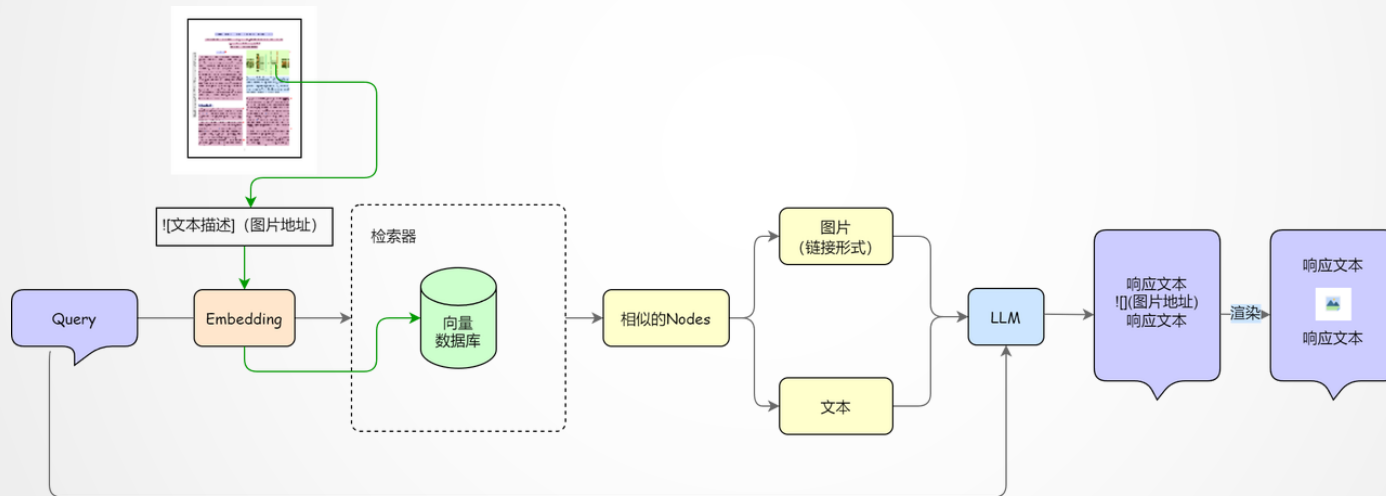 ![文本描述]（图片地址）
检索器
Query
Embedding
向量
数据库
相似的Nodes
图片
（链接形式）
文本
LLM
响应文本
![](图片地址)
响应文本
渲染
响应文本
响应文本